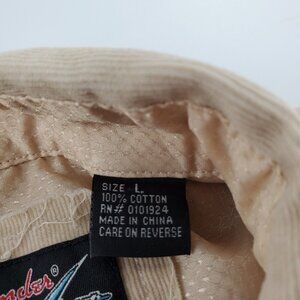 SIZE L
100% COTTON
RN# 0101924
MADE IN CHINA
CARE ON REVERSE